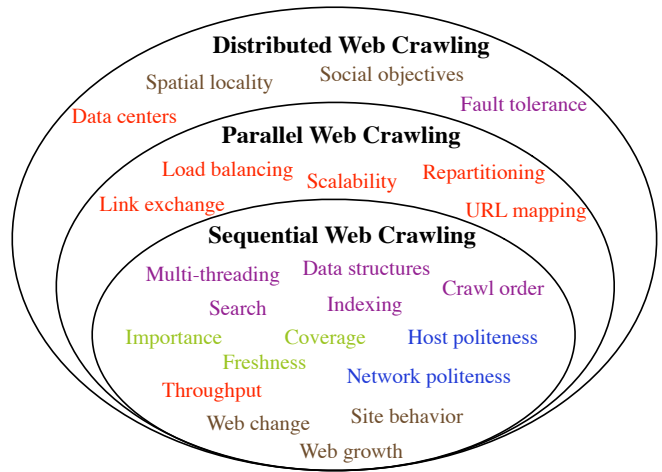 Distributed Web Crawling
Spatial locality
Social objectives
Data centers
Fault tolerance
Parallel Web Crawling
Load balancing
Scalability
Repartitioning
Link exchange
URL mapping
Sequential Web Crawling
Multi-threading
Data structures
Crawl order
Search
Indexing
Importance
Coverage
Host politeness
Freshness
Throughput
Network politeness
Web change
Site behavior
Web growth